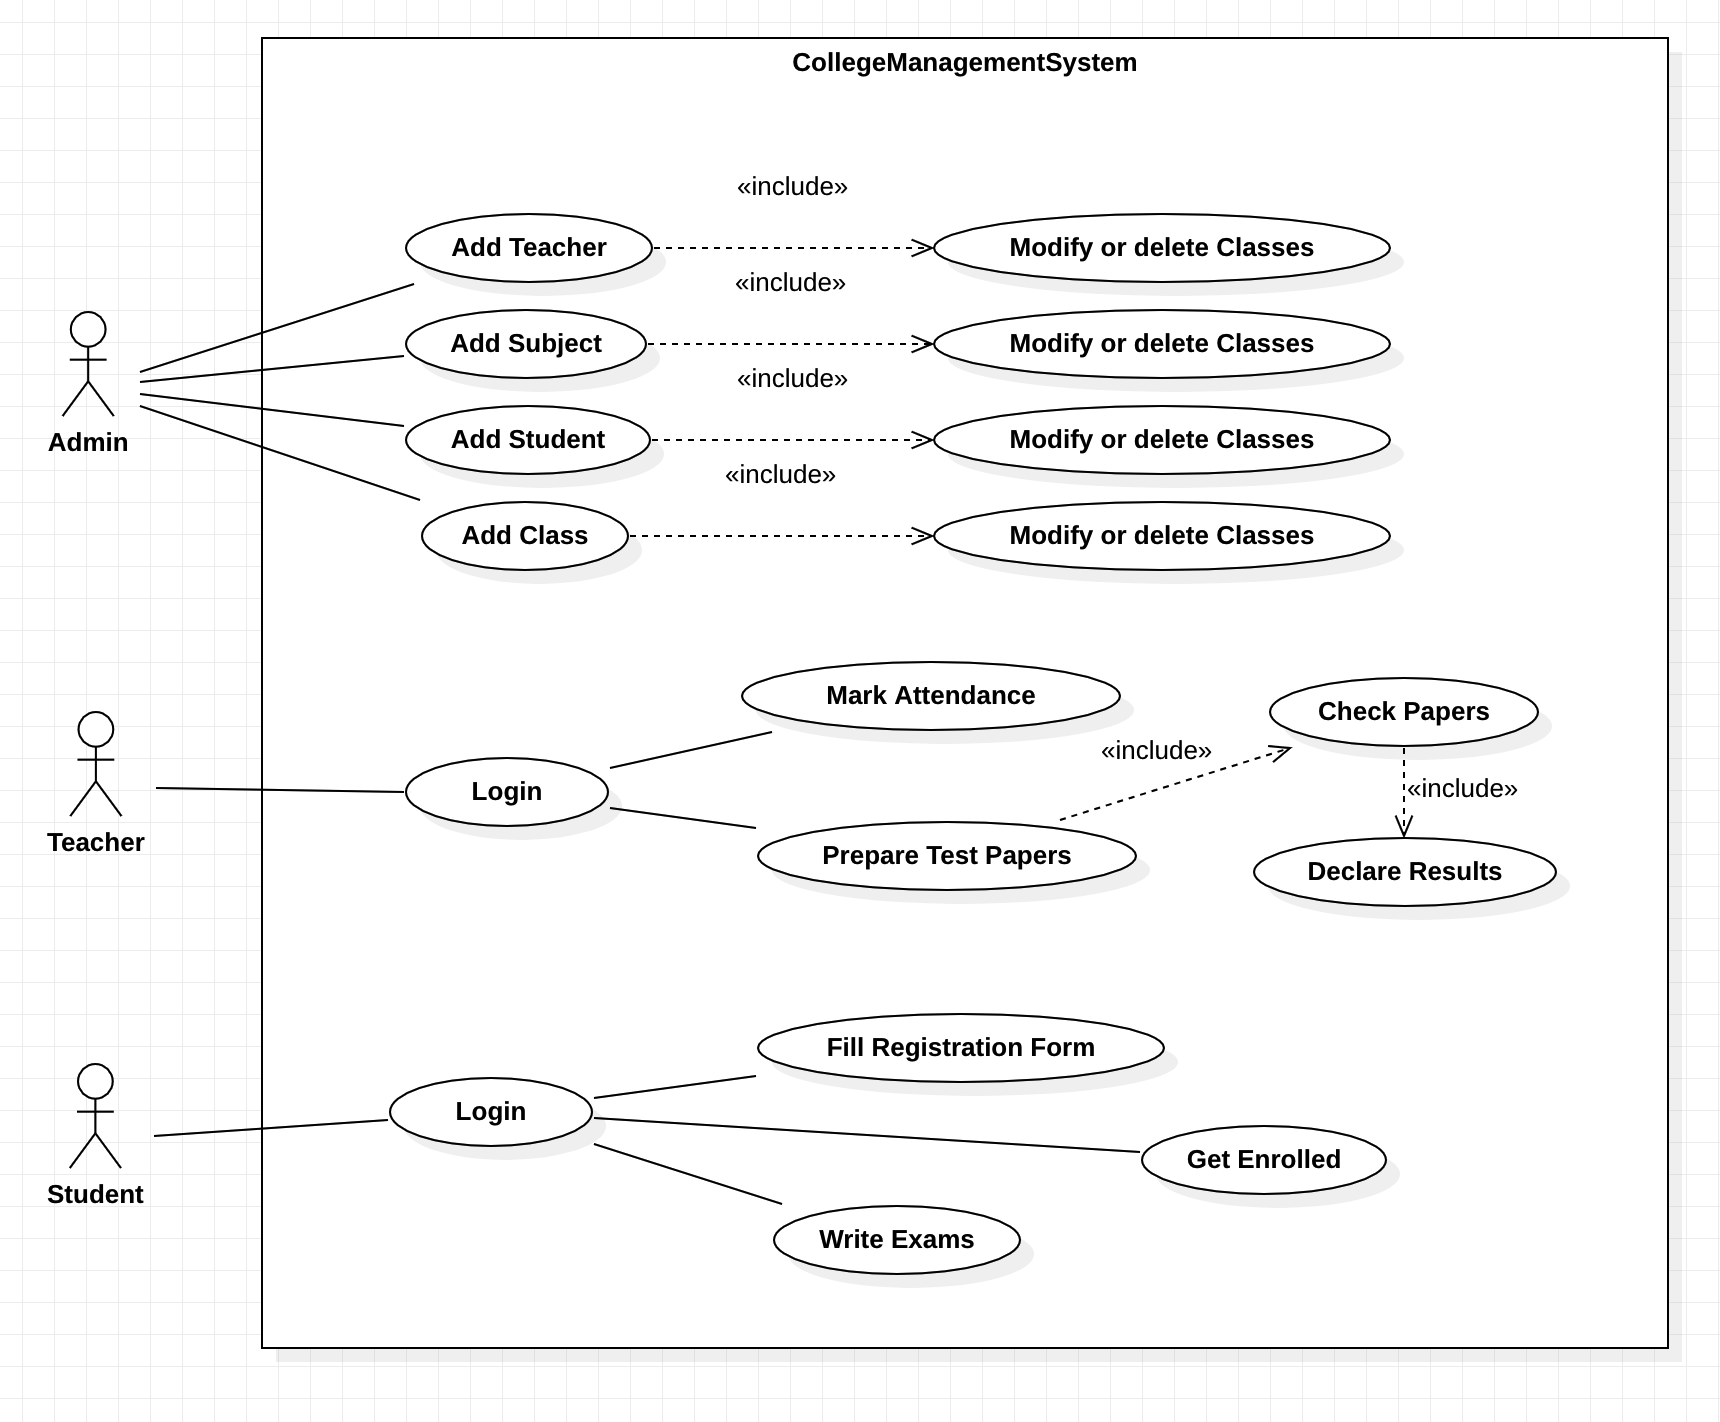 CollegeManagementSystem
«include»
Add Teacher
Modify or delete Classes
«include»
Add Subject
Modify or delete Classes
«include»
Add Student
Modify or delete Classes
Admin
«include»
Add Class
Modify or delete Classes
Mark Attendance
Check Papers
«include»
Login
«include»
Teacher
Prepare Test Papers
Declare Results
Fill Registration Form
Login
Get Enrolled
Student
Write Exams